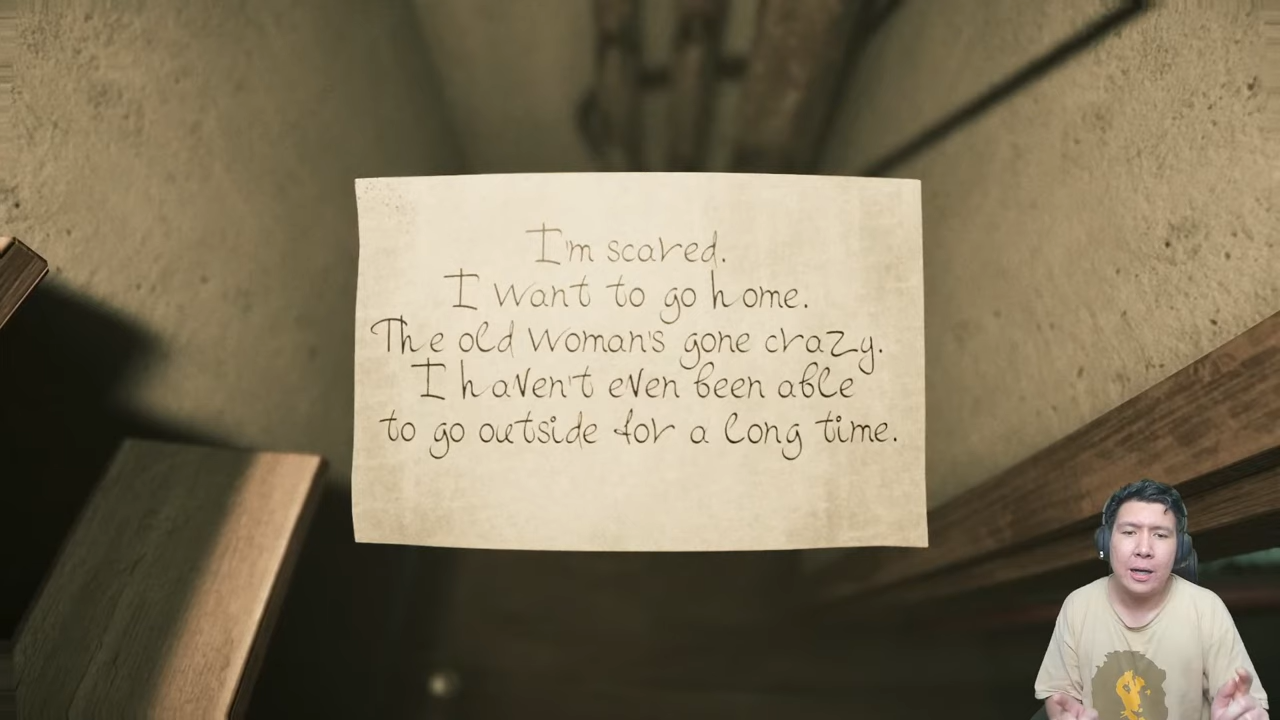 I'm scared.
I want to go home.
The old woman's gone crazy.
I haven't even been able
to go outside for a long time.